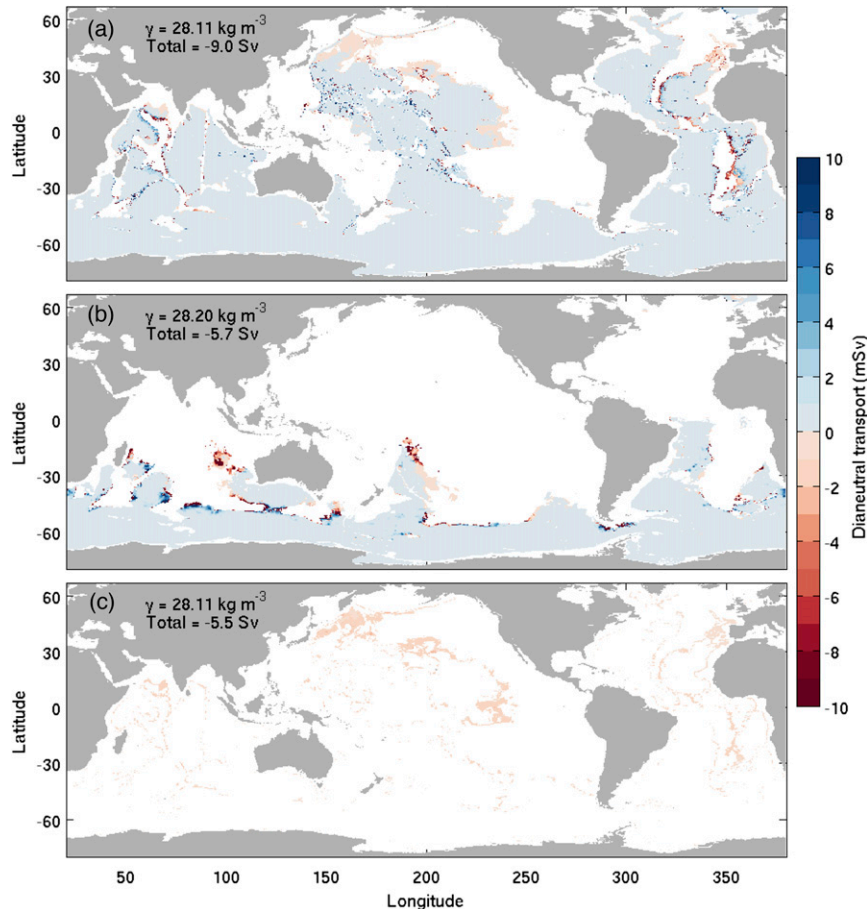 (a)
γ = 28.11 kg m-3
Total = -9.0 Sv
60
30
0
-30
-60
Latitude
(b)
γ = 28.20 kg m-3
Total = -5.7 Sv
60
30
0
-30
-60
Latitude
(c)
γ = 28.11 kg m-3
Total = -5.5 Sv
60
30
0
-30
-60
Latitude
50 100 150 200 250 300 350
Longitude
10
8
6
4
2
0
-2
-4
-6
-8
-10
Dianeutral transport (mSv)